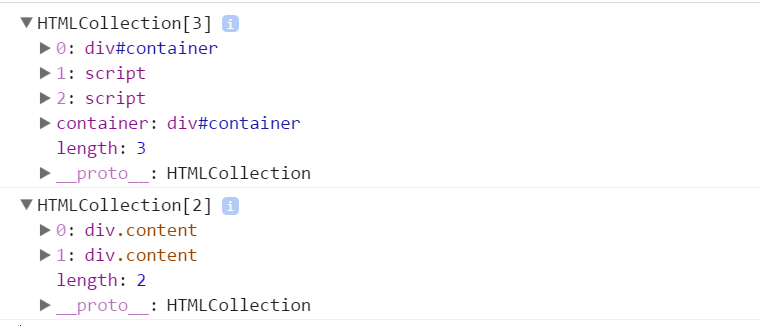 ▼ HTMLCollection[3] i
▶ 0: div#container
▶ 1: script
▶ 2: script
▶ container: div#container
length: 3
▶ __proto__: HTMLCollection
▼ HTMLCollection[2] i
▶ 0: div.content
▶ 1: div.content
length: 2
▶ __proto__: HTMLCollection